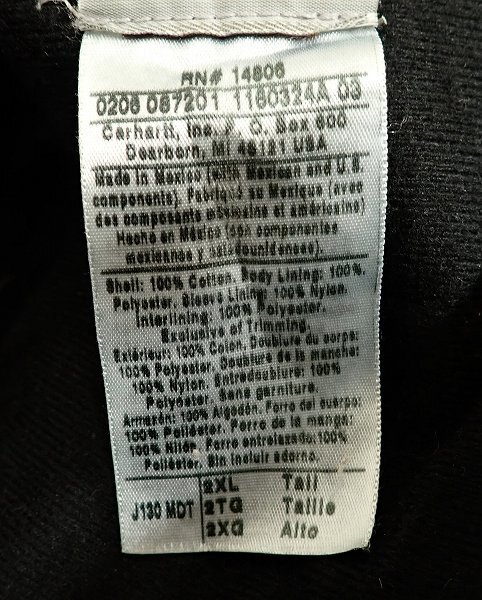 RN# 14806
0206 087201 1160324A 03
Carhartt, Inc. P. O. Box 600
Dearborn, MI 48121 USA
Made in Mexico (with Mexican and U.S.
components). Fabriqué au Mexique (avec
des composants mexicains et américains)
Hecho en México (con componentes
mexicanos y estadounidenses).
Shell: 100% Cotton. Body Lining: 100%
Polyester. Sleeve Lining: 100% Nylon.
Interlining: 100% Polyester.
Exclusive of Trimming.
Extérieur: 100% Coton. Doublure du corps:
100% Polyester. Doublure de la manche:
100% Nylon. Entredoublure: 100%
Polyester. Sans garniture.
Armazón: 100% Algodón. Forro del cuerpo:
100% Poliéster. Forro de la manga:
100% Nilón. Forro entrelazado: 100%
Poliéster. Sin incluir adorno.
J130 MDT
2XL Tall
2TG Taille
2XG Alto